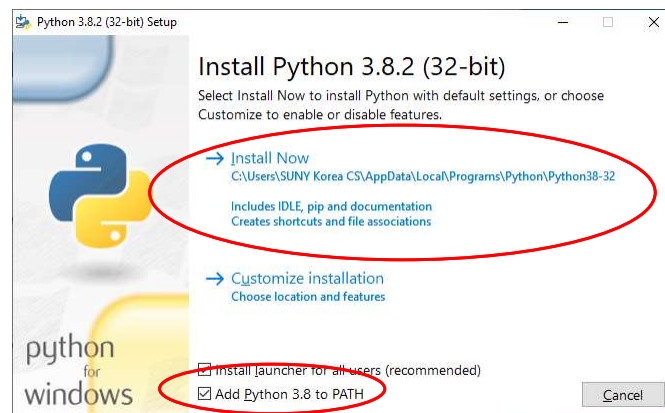 Python 3.8.2 (32-bit) Setup
Install Python 3.8.2 (32-bit)
Select Install Now to install Python with default settings, or choose
Customize to enable or disable features.
Install Now
C:\Users\SUNY Korea CS\AppData\Local\Programs\Python\Python38-32
Includes IDLE, pip and documentation
Creates shortcuts and file associations
Customize installation
Choose location and features
Install launcher for all users (recommended)
Add Python 3.8 to PATH
python
for
windows
Cancel